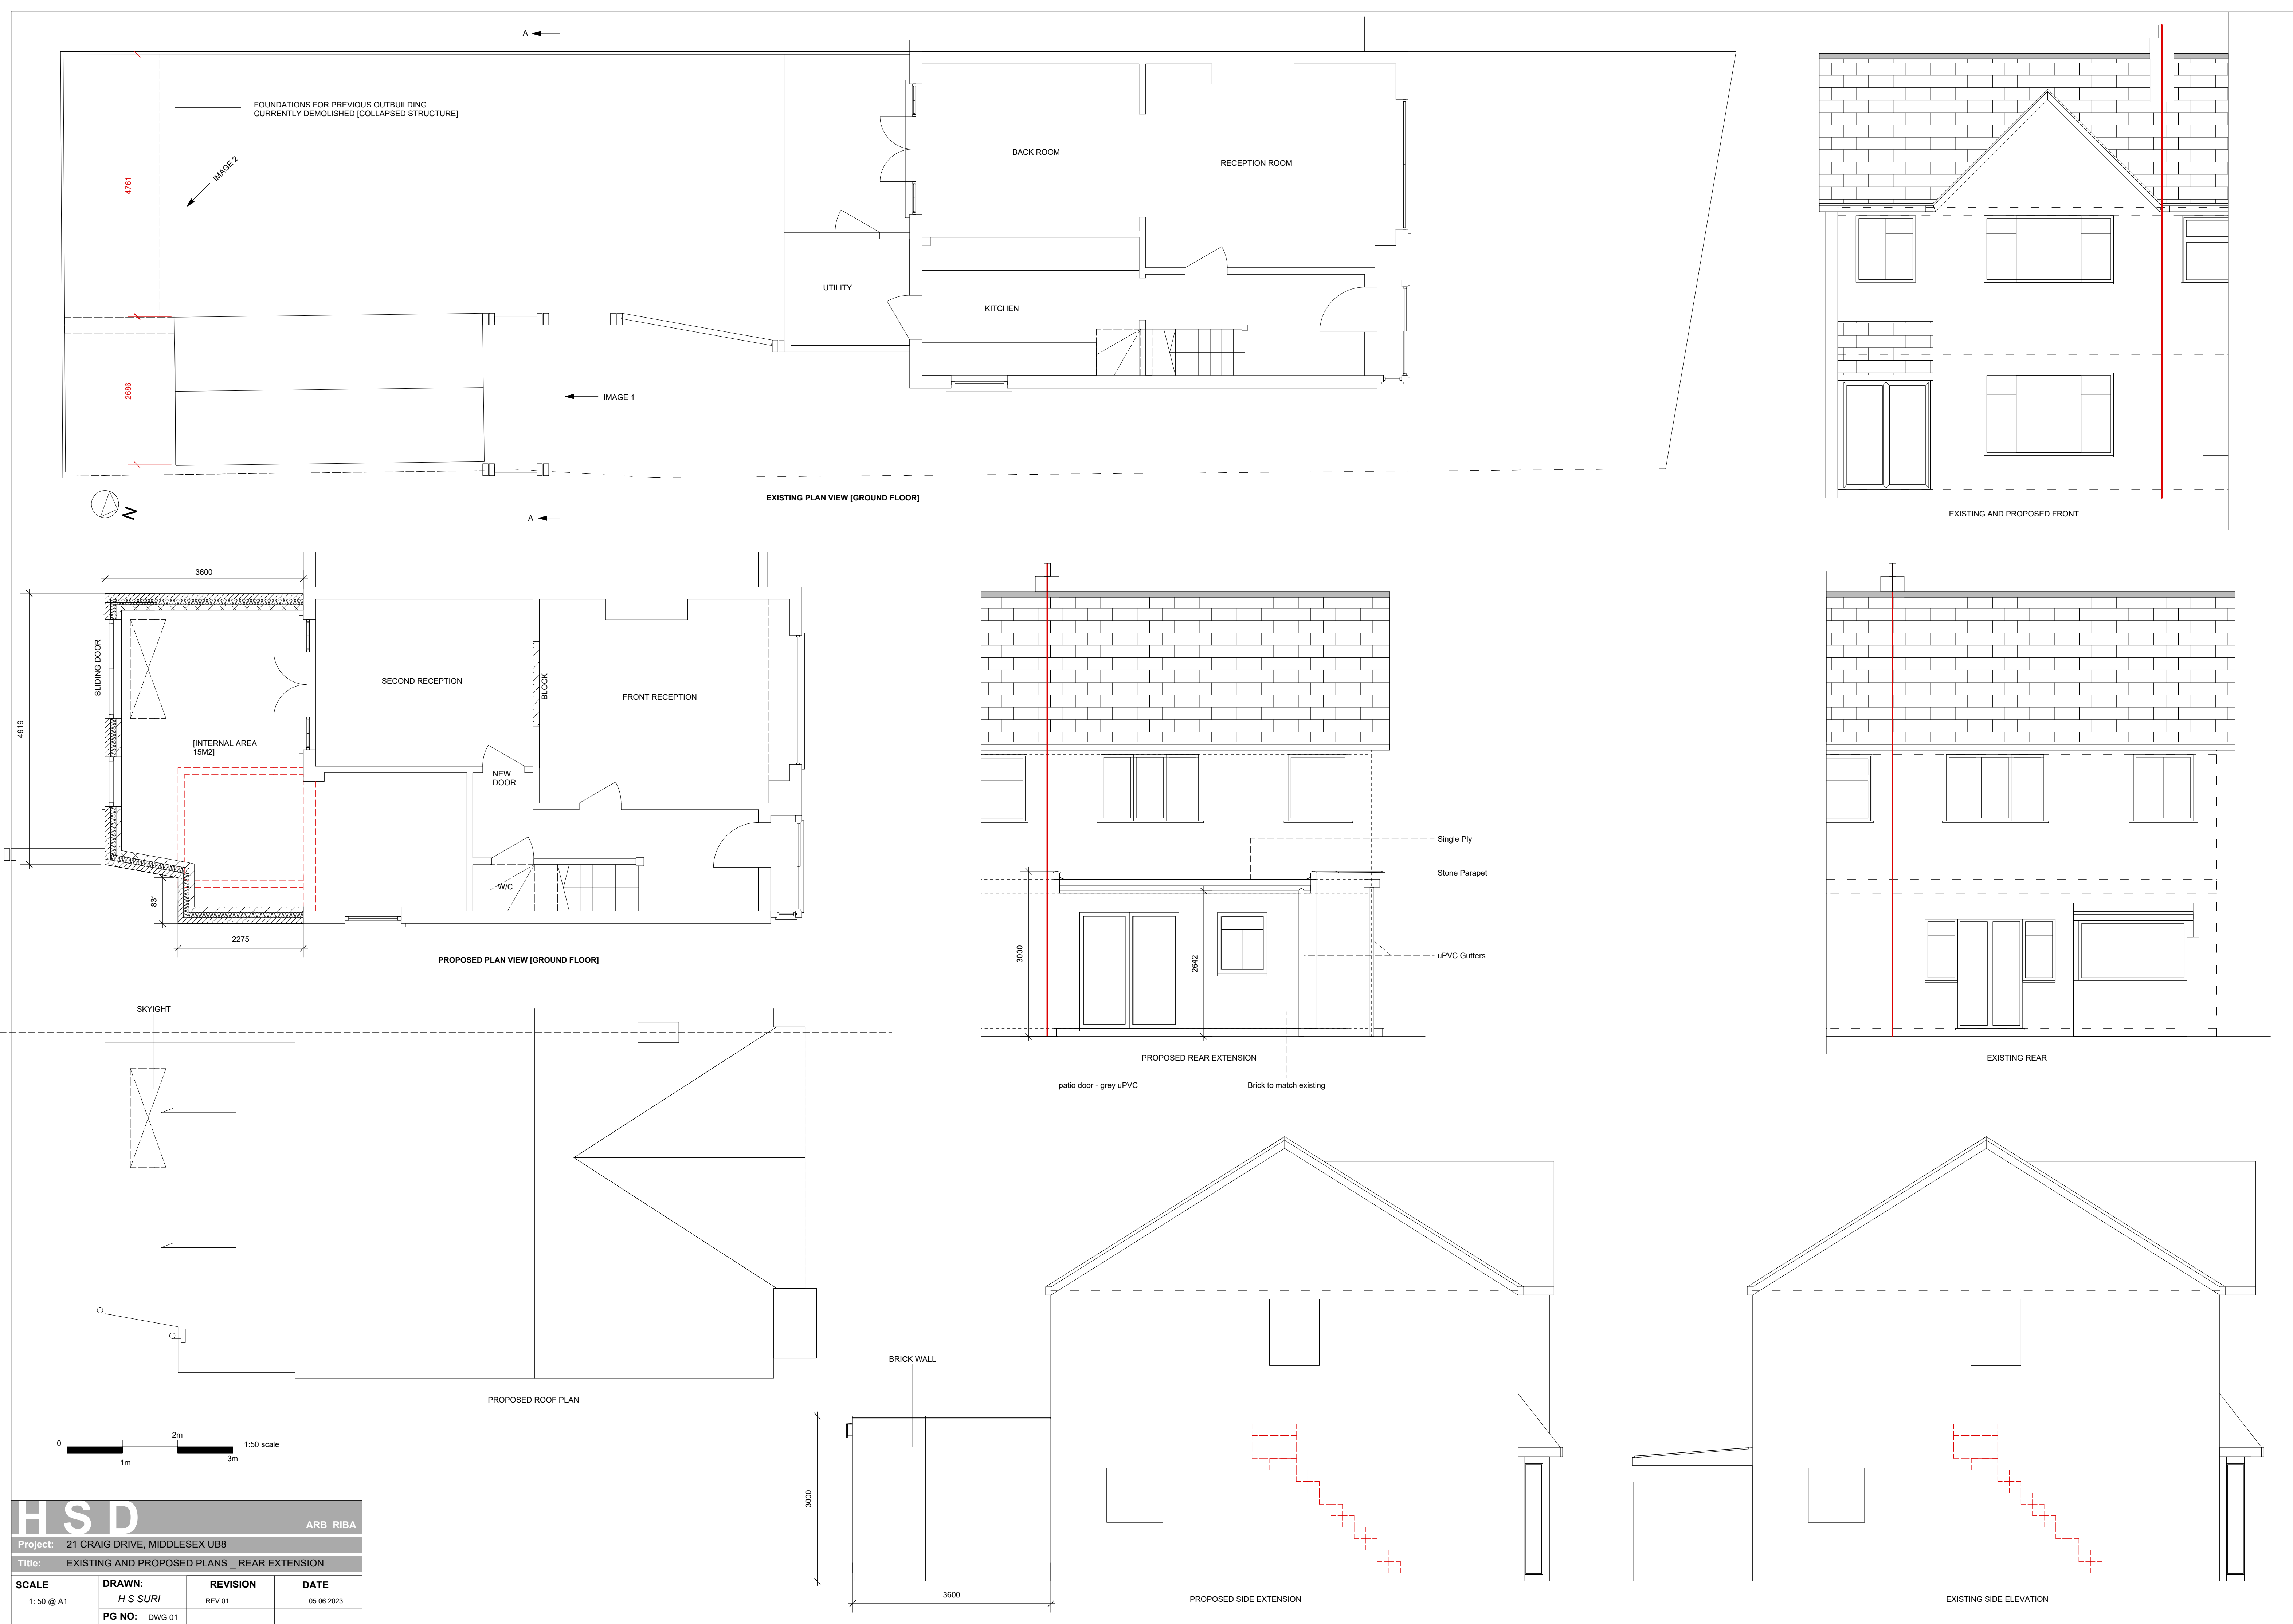 A
FOUNDATIONS FOR PREVIOUS OUTBUILDING
CURRENTLY DEMOLISHED [COLLAPSED STRUCTURE]
IMAGE 2
4761
2686
BACK ROOM
RECEPTION ROOM
UTILITY
KITCHEN
IMAGE 1
N
A
EXISTING PLAN VIEW [GROUND FLOOR]
EXISTING AND PROPOSED FRONT
3600
4919
SLIDING DOOR
[INTERNAL AREA
15M2]
SECOND RECEPTION
BLOCK
FRONT RECEPTION
NEW
DOOR
W/C
831
2275
PROPOSED PLAN VIEW [GROUND FLOOR]
Single Ply
Stone Parapet
uPVC Gutters
3000
2642
PROPOSED REAR EXTENSION
patio door - grey uPVC
Brick to match existing
EXISTING REAR
SKYIGHT
PROPOSED ROOF PLAN
BRICK WALL
3000
3600
PROPOSED SIDE EXTENSION
EXISTING SIDE ELEVATION
0
2m
1:50 scale
1m
3m
H S D
ARB RIBA
Project: 21 CRAIG DRIVE, MIDDLESEX UB8
Title: EXISTING AND PROPOSED PLANS _ REAR EXTENSION
SCALE
1: 50 @ A1
DRAWN:
H S SURI
REVISION
REV 01
DATE
05.06.2023
PG NO: DWG 01